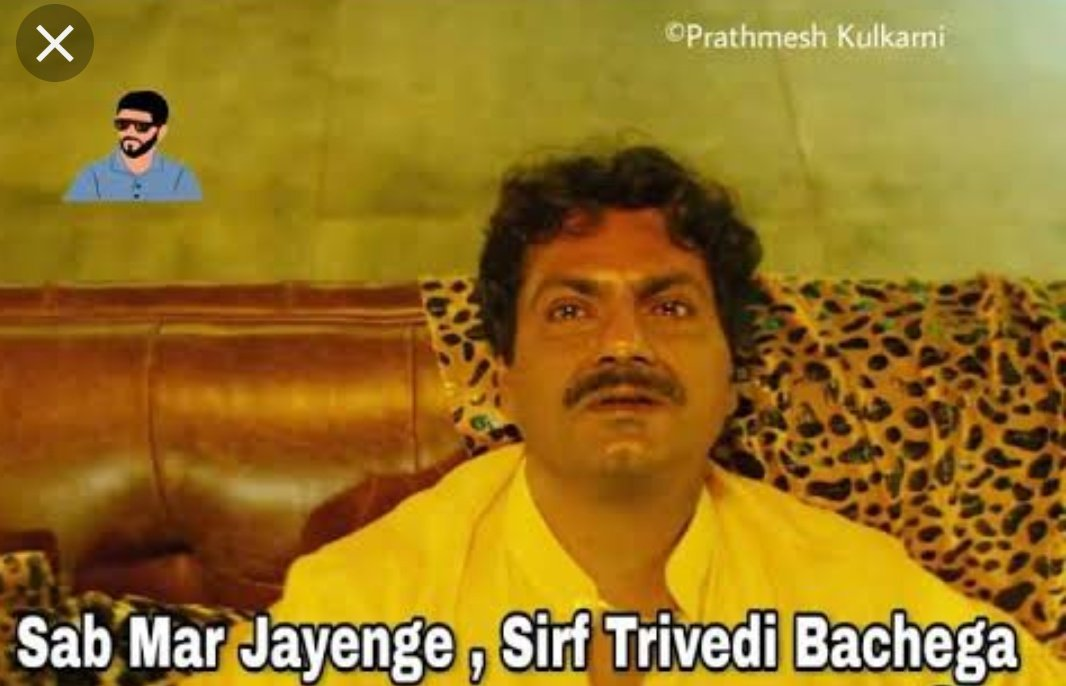 ©Prathmesh Kulkarni
Sab Mar Jayenge , Sirf Trivedi Bachega